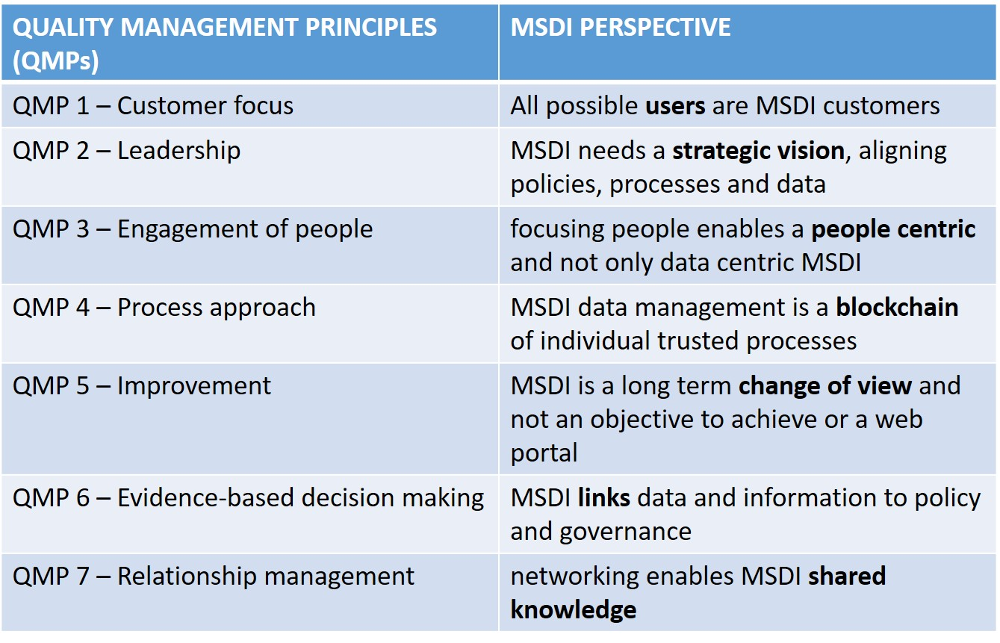 QUALITY MANAGEMENT PRINCIPLES
(QMPs)
MSDI PERSPECTIVE
QMP 1 – Customer focus
All possible users are MSDI customers
QMP 2 – Leadership
MSDI needs a strategic vision, aligning
policies, processes and data
QMP 3 – Engagement of people
focusing people enables a people centric
and not only data centric MSDI
QMP 4 – Process approach
MSDI data management is a blockchain
of individual trusted processes
QMP 5 – Improvement
MSDI is a long term change of view and
not an objective to achieve or a web
portal
QMP 6 – Evidence-based decision making
MSDI links data and information to policy
and governance
QMP 7 – Relationship management
networking enables MSDI shared
knowledge